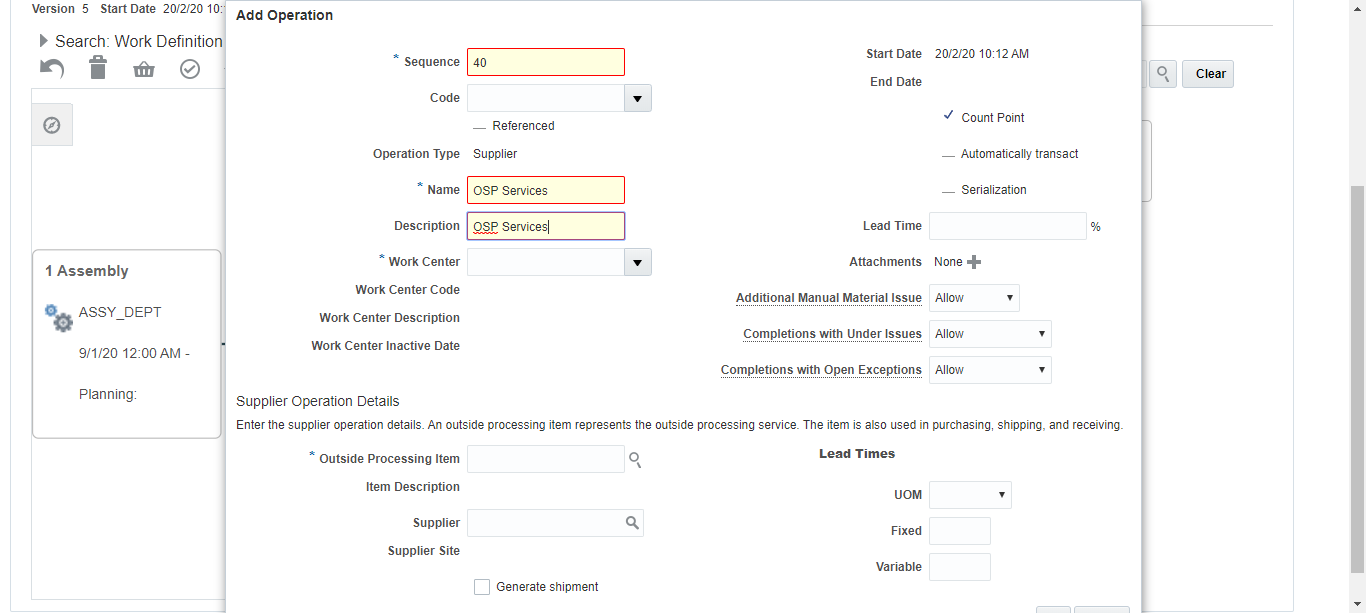 Version 5 Start Date 20/2/20 10:
Search: Work Definition
Clear
1 Assembly
ASSY_DEPT
9/1/20 12:00 AM -
Planning:
Add Operation
* Sequence 40
Code
Referenced
Operation Type Supplier
* Name OSP Services
Description OSP Services
* Work Center
Work Center Code
Work Center Description
Work Center Inactive Date
Start Date 20/2/20 10:12 AM
End Date
Count Point
Automatically transact
Serialization
Lead Time %
Attachments None
Additional Manual Material Issue Allow
Completions with Under Issues Allow
Completions with Open Exceptions Allow
Supplier Operation Details
Enter the supplier operation details. An outside processing item represents the outside processing service. The item is also used in purchasing, shipping, and receiving.
* Outside Processing Item
Item Description
Supplier
Supplier Site
Generate shipment
Lead Times
UOM
Fixed
Variable